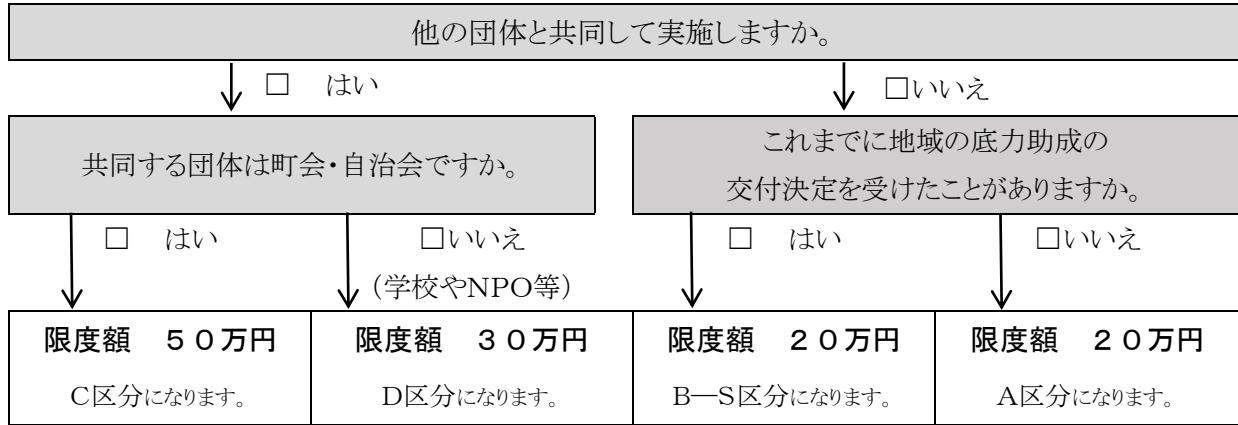 他の団体と共同して実施しますか。
□　はい
□いいえ
共同する団体は町会・自治会ですか。
これまでに地域の底力助成の
交付決定を受けたことがありますか。
□　はい
□いいえ
（学校やNPO等）
□　はい
□いいえ
限度額　５０万円
C区分になります。
限度額　３０万円
D区分になります。
限度額　２０万円
B―S区分になります。
限度額　２０万円
A区分になります。